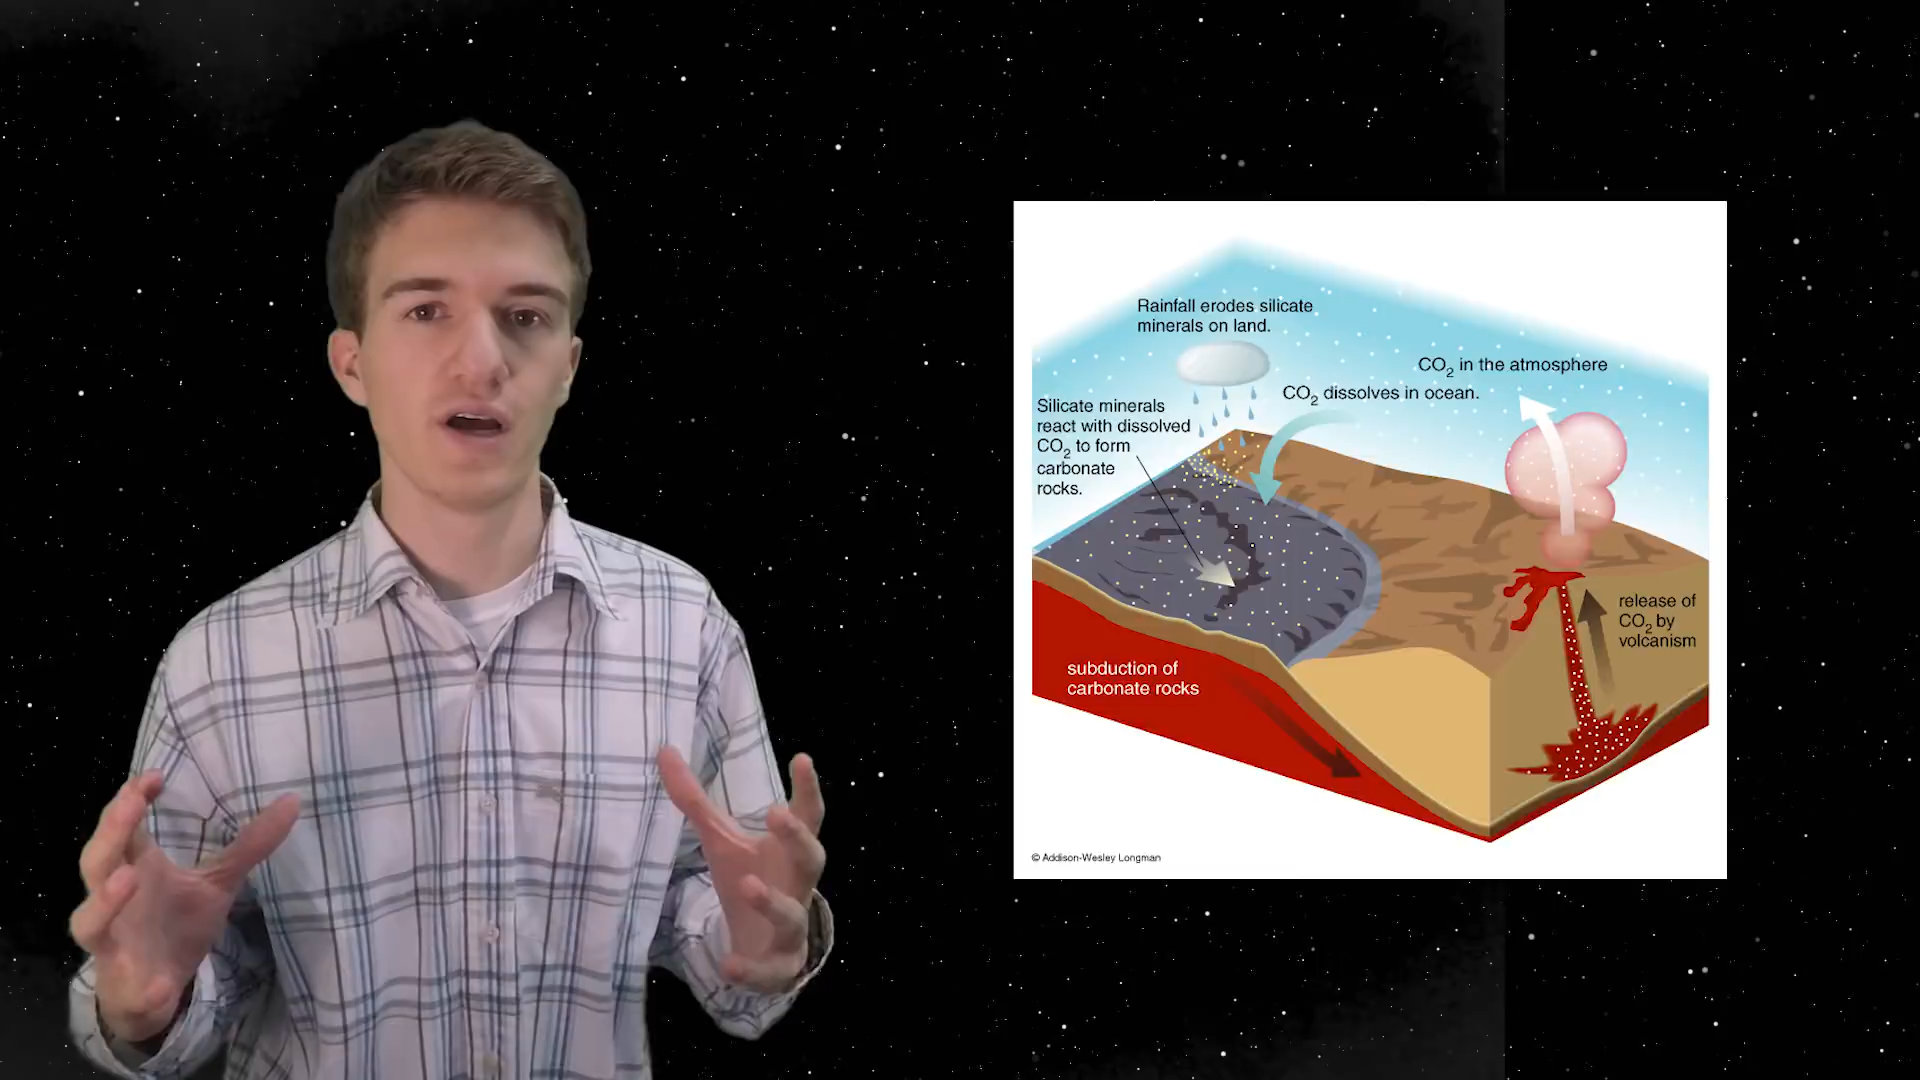 Rainfall erodes silicate
minerals on land.
CO2 in the atmosphere
CO2 dissolves in ocean.
Silicate minerals
react with dissolved
CO2 to form
carbonate
rocks.
release of
CO2 by
volcanism
subduction of
carbonate rocks
© Addison-Wesley Longman